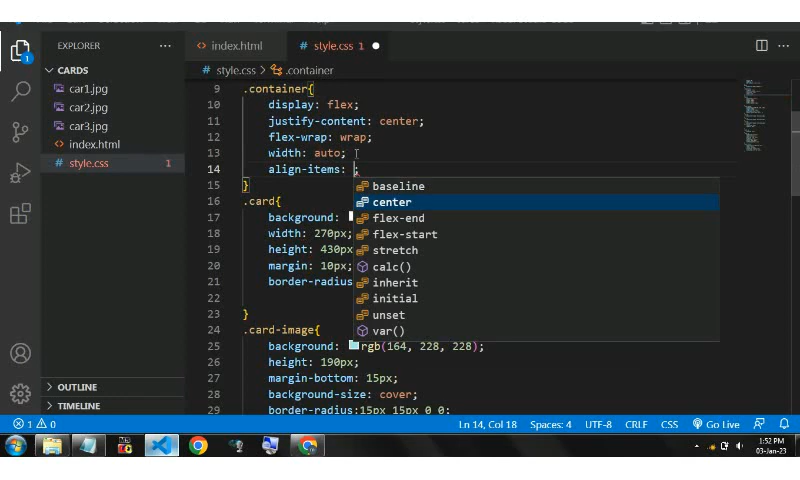 EXPLORER
index.html
# style.css 1
CARDS
# style.css > .container
car1.jpg
car2.jpg
car3.jpg
<> index.html
# style.css 1
OUTLINE
TIMELINE
9 .container{
10 display: flex;
11 justify-content: center;
12 flex-wrap: wrap;
13 width: auto;
14 align-items: ;
15 }
16 .card{
17 background:
18 width: 270px;
19 height: 430px
20 margin: 10px;
21 border-radius
22
23 }
24 .card-image{
25 background: rgb(164, 228, 228);
26 height: 190px;
27 margin-bottom: 15px;
28 background-size: cover;
29 border-radius:15px 15px 0 0;
baseline
center
flex-end
flex-start
stretch
calc()
inherit
initial
unset
var()
1
1 0 Ln 14, Col 18 Spaces: 4 UTF-8 CRLF CSS Go Live
1:52 PM
03-Jan-23